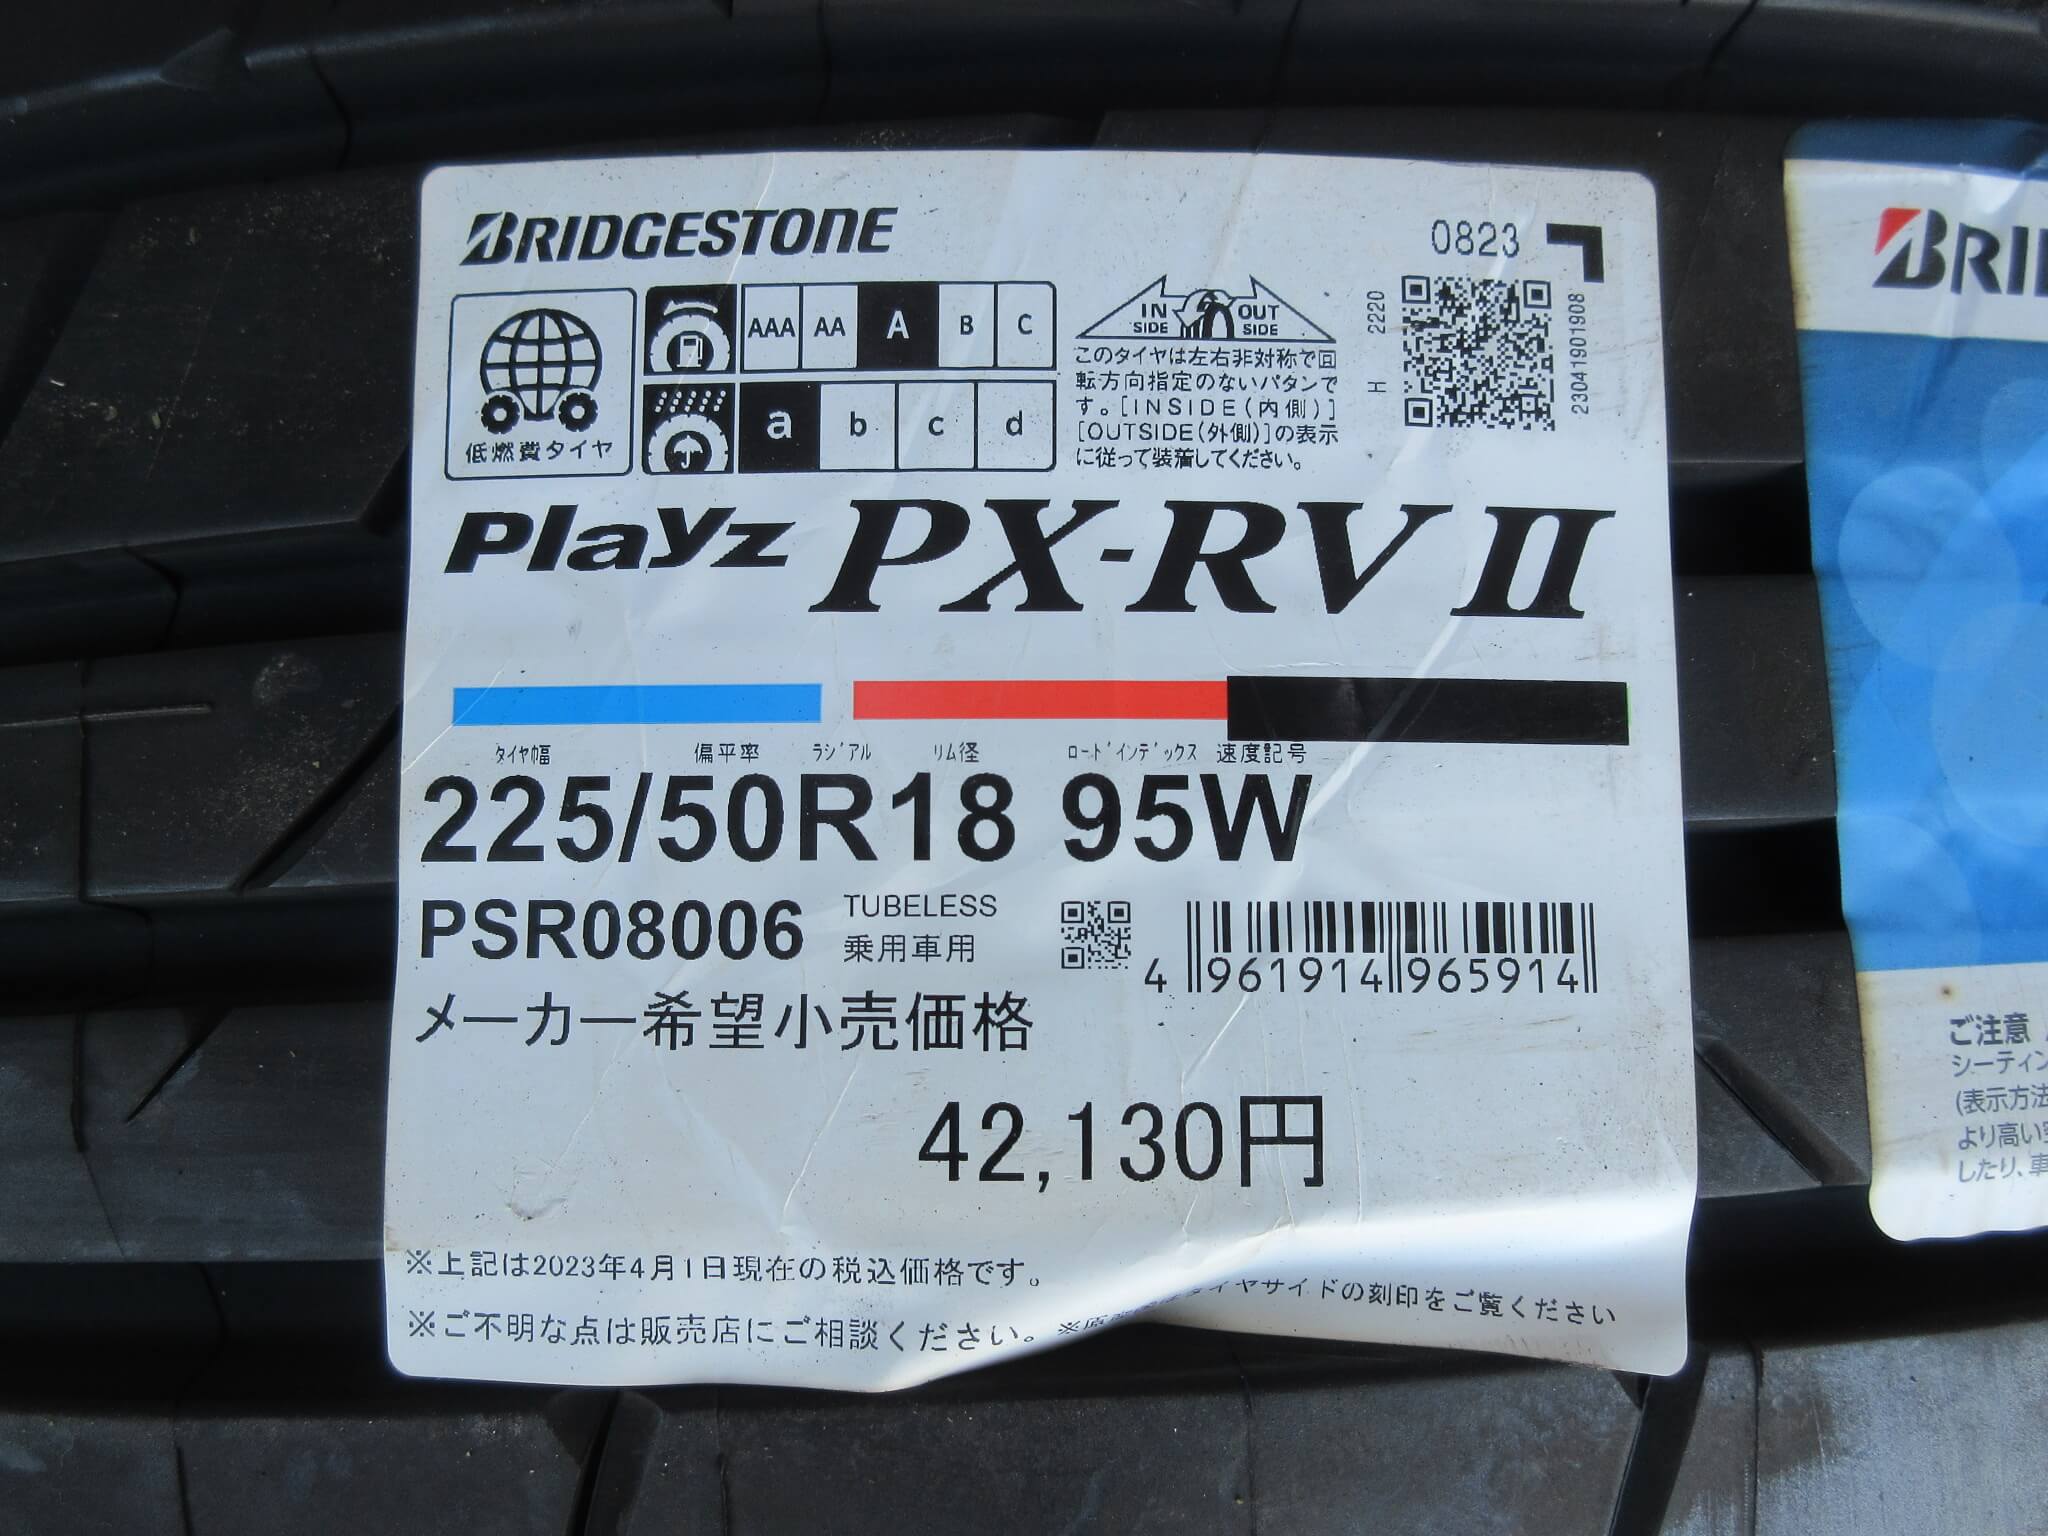 BRIDGESTONE
0823
低燃費タイヤ
AAA AA A B C
a b c d
IN SIDE OUT SIDE
このタイヤは左右非対称で回
転方向指定のないパタンで
す。[INSIDE(内側)]
[OUTSIDE(外側)]の表示
に従って装着してください。
H 2220
23041901908
Playz PX-RV II
タイヤ幅 偏平率 ラジアル リム径 ロードインデックス 速度記号
225/50R18 95W
PSR08006
TUBELESS
乗用車用
4 961914 965914
メーカー希望小売価格
42,130円
※上記は2023年4月1日現在の税込価格です。
※ご不明な点は販売店にご相談ください。
タイヤサイドの刻印をご覧ください
BRI
ご注意
シーティン
(表示方法
より高い
したり、車